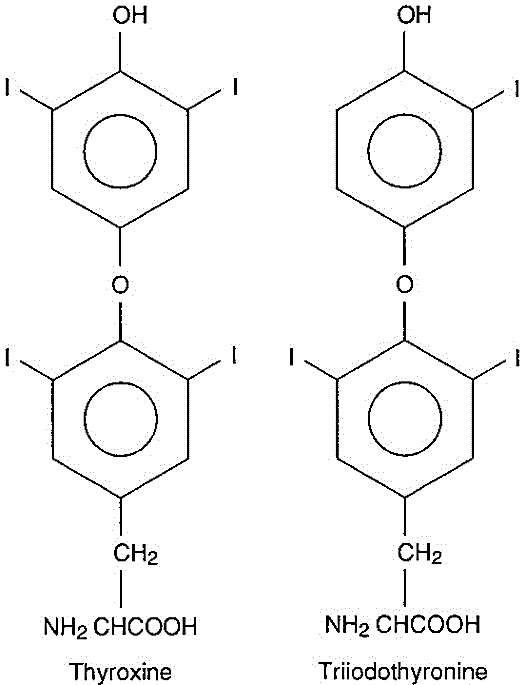 OH OH
I I I
O O
I I I I
CH2 CH2
NH2 CHCOOH NH2 CHCOOH
Thyroxine Triiodothyronine